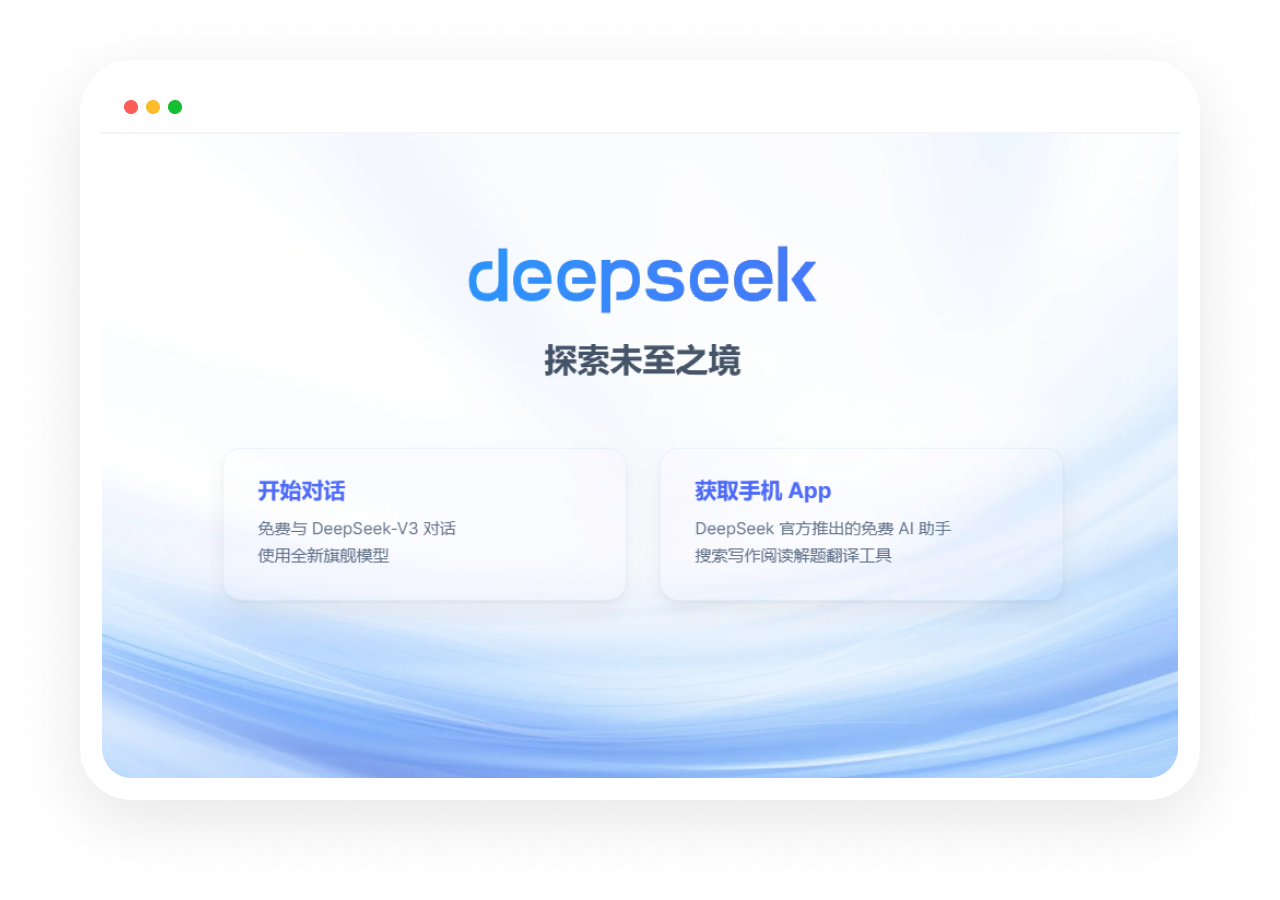 deepseek
探索未至之境
开始对话
免费与 DeepSeek-V3 对话
使用全新旗舰模型
获取手机 App
DeepSeek 官方推出的免费 AI 助手
搜索写作阅读解题翻译工具